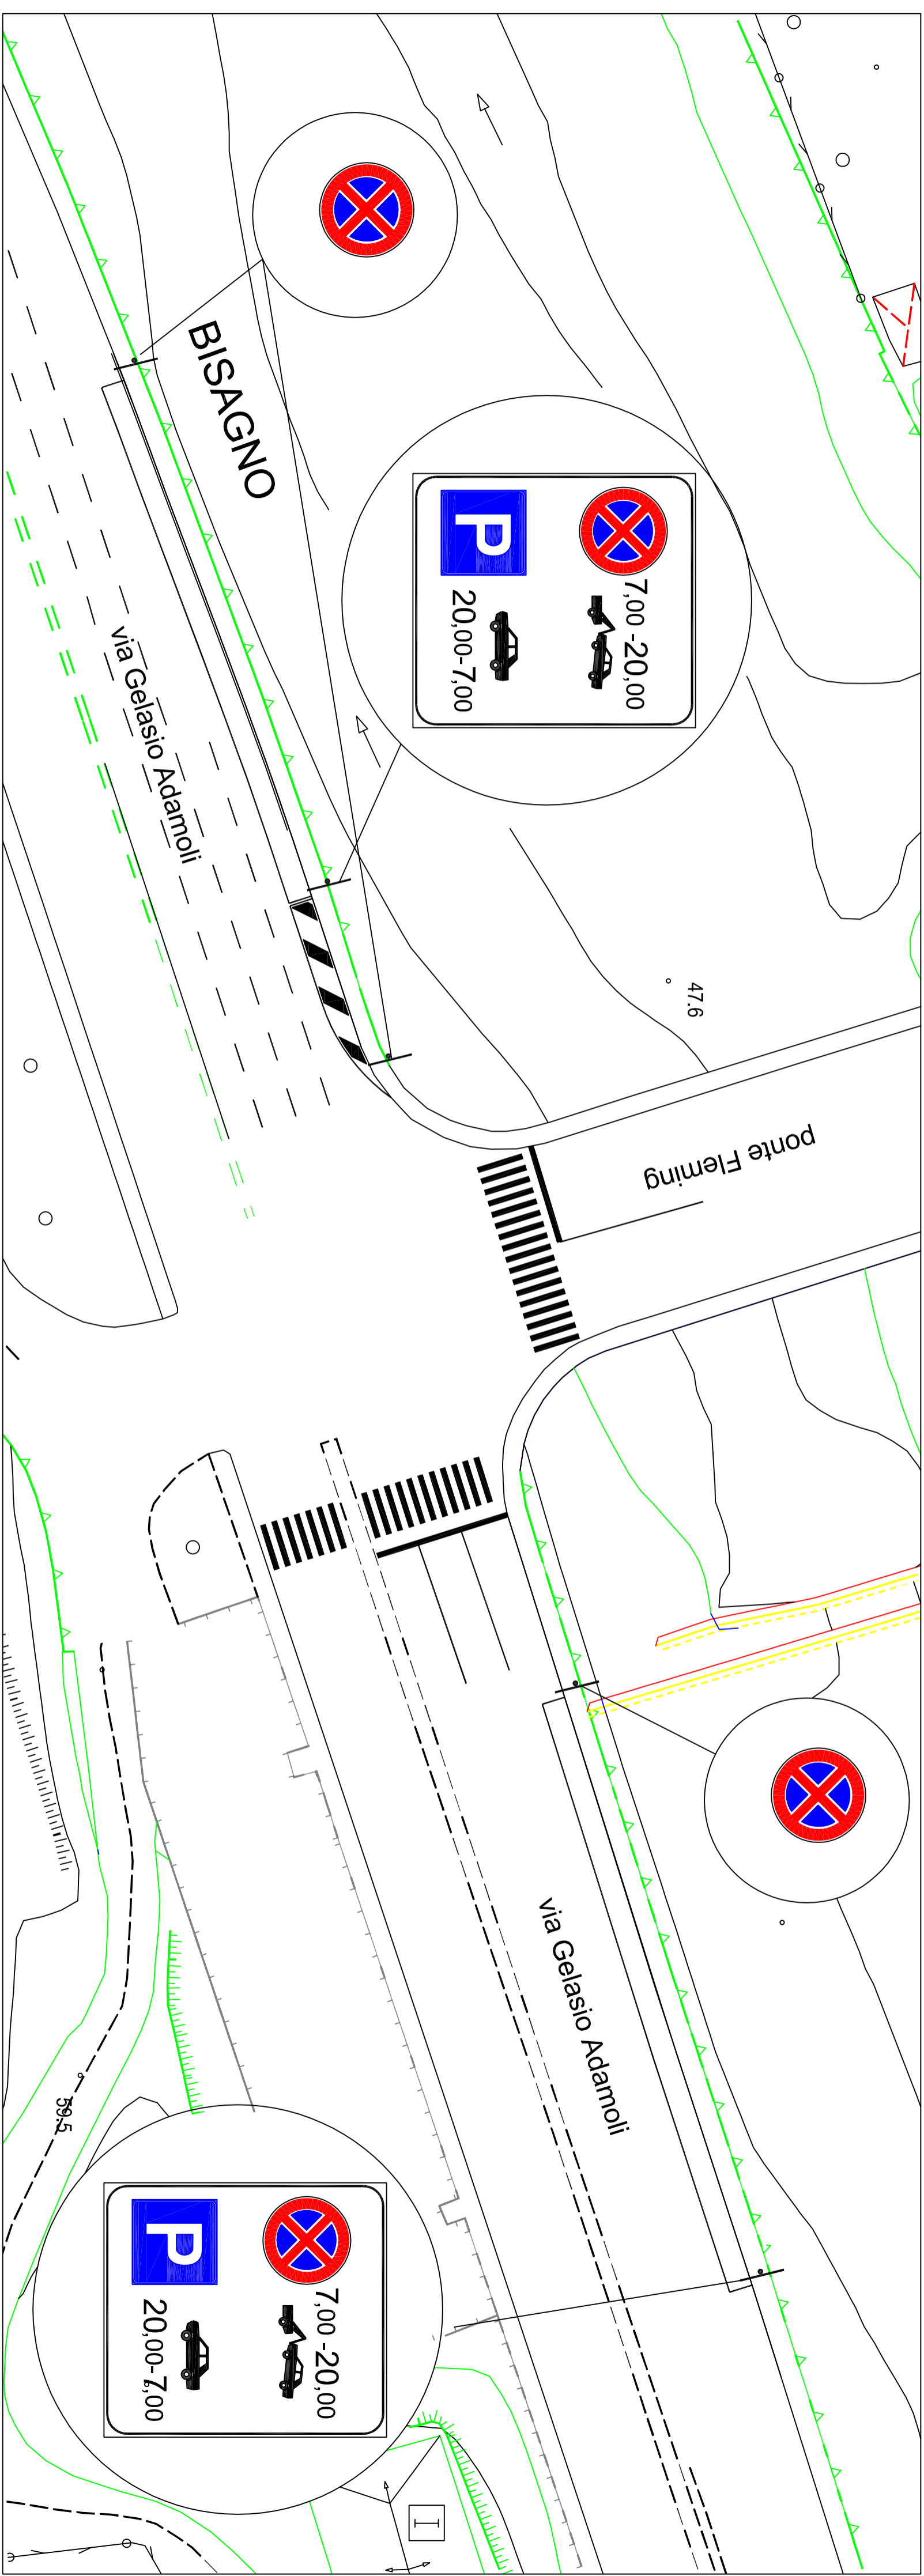 BISAGNO
7,00 -20,00
P
20,00-7,00
via Gelasio Adamoli
47.6
ponte Fleming
via Gelasio Adamoli
59.5
7,00 -20,00
P
20,00-7,00
I